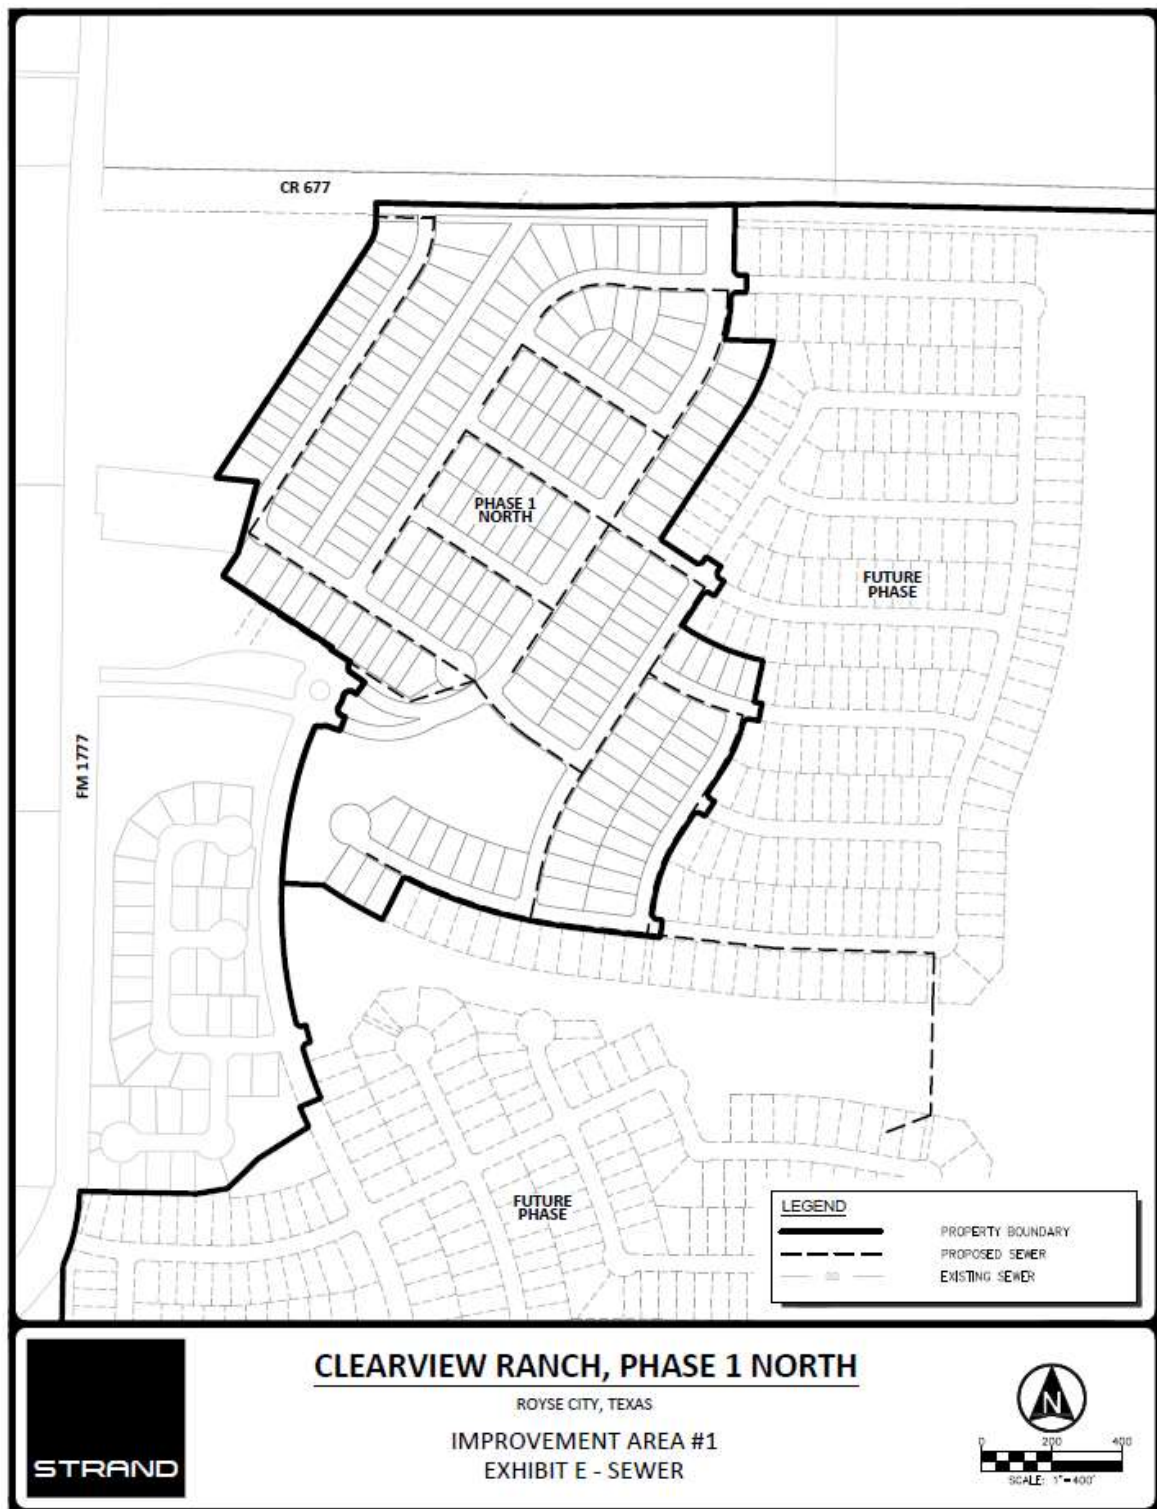 CR 677
PHASE 1
NORTH
FUTURE
PHASE
FM 1777
FUTURE
PHASE
LEGEND
PROPERTY BOUNDARY
PROPOSED SEWER
EXISTING SEWER
STRAND
CLEARVIEW RANCH, PHASE 1 NORTH
ROYSE CITY, TEXAS
IMPROVEMENT AREA #1
EXHIBIT E - SEWER
N
0 200 400
SCALE: 1"=400'